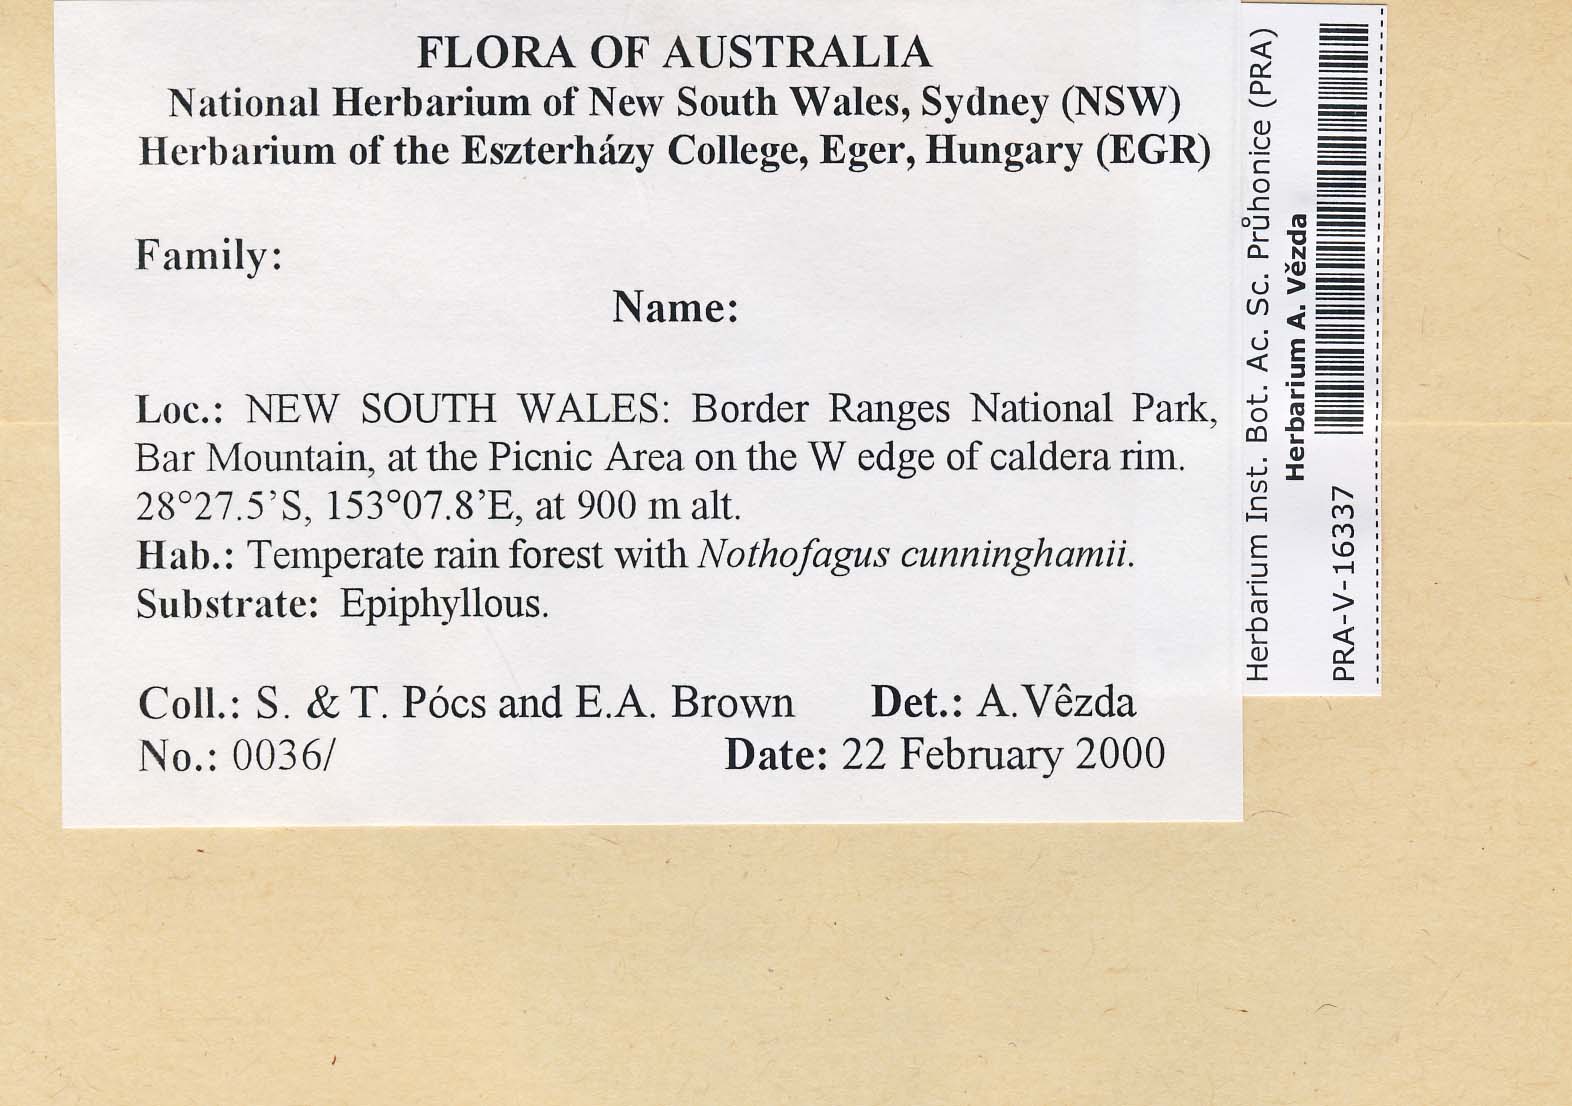 FLORA OF AUSTRALIA
National Herbarium of New South Wales, Sydney (NSW)
Herbarium of the Eszterházy College, Eger, Hungary (EGR)
Family:
Name:
Loc.: NEW SOUTH WALES: Border Ranges National Park,
Bar Mountain, at the Picnic Area on the W edge of caldera rim.
28°27.5'S, 153°07.8'E, at 900 m alt.
Hab.: Temperate rain forest with Nothofagus cunninghamii.
Substrate: Epiphyllous.
Coll.: S. & T. Pócs and E.A. Brown Det.: A.Vêzda
No.: 0036/ Date: 22 February 2000
Herbarium Inst. Bot. Ac. Sc. Průhonice (PRA)
Herbarium A. Vězda
PRA-V-16337